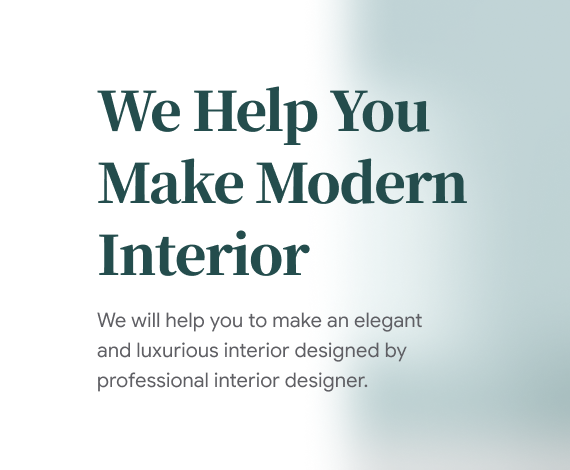 We Help You
Make Modern
Interior
We will help you to make an elegant
and luxurious interior designed by
professional interior designer.